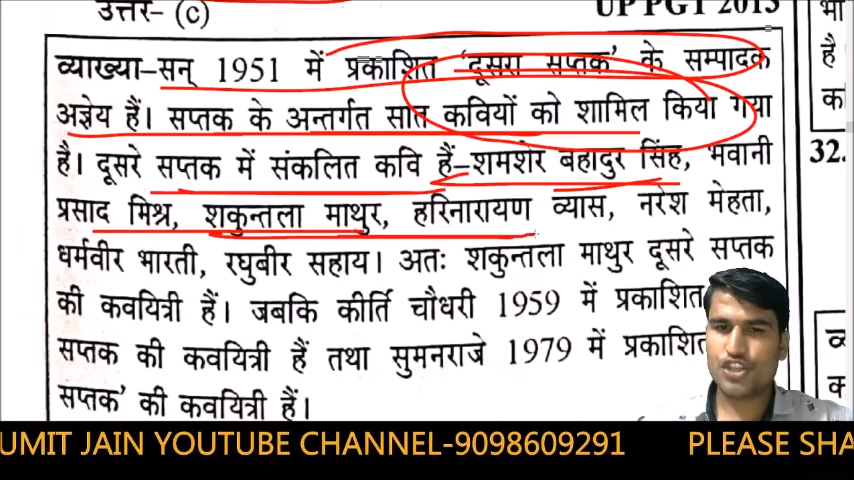 उत्तर- (c)
UP PGT 2013
व्याख्या–सन् 1951 में प्रकाशित ‘दूसरा सप्तक’ के सम्पादक
अज्ञेय हैं। सप्तक के अन्तर्गत सात कवियों को शामिल किया गया
है। दूसरे सप्तक में संकलित कवि हैं–शमशेर बहादुर सिंह, भवानी
प्रसाद मिश्र, शकुन्तला माथुर, हरिनारायण व्यास, नरेश मेहता,
धर्मवीर भारती, रघुबीर सहाय। अतः शकुन्तला माथुर दूसरे सप्तक
की कवयित्री हैं। जबकि कीर्ति चौधरी 1959 में प्रकाशित
सप्तक की कवयित्री हैं तथा सुमनराजे 1979 में प्रकाशित
सप्तक’ की कवयित्री हैं।
भा
है
क
32.
UMIT JAIN YOUTUBE CHANNEL-9098609291 PLEASE SHA